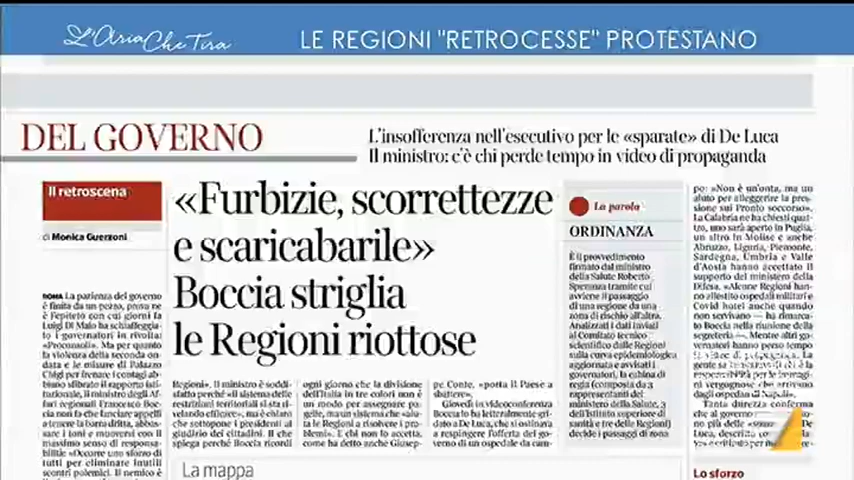 L'Aria Che Tira
LE REGIONI "RETROCESSE" PROTESTANO
DEL GOVERNO
L'insofferenza nell'esecutivo per le «sparate» di De Luca
Il ministro: c'è chi perde tempo in video di propaganda
Il retroscena
di Monica Guerzoni
«Furbizie, scorrettezze
e scaricabarile»
Boccia striglia
le Regioni riottose
ROMA La pazienza del governo
è finita da un pezzo, prova ne
è l'epiteto con cui giorni fa
Luigi Di Maio ha schiaffeggia-
to i governatori in rivolta:
«Proconsoli». Ma per quanto
la violenza della seconda on-
data e le misure di Palazzo
Chigi per frenare i contagi ab-
biano sfibrato il rapporto isti-
tuzionale, il ministro degli Af-
fari regionali Francesco Boc-
cia non fa che lanciare appelli
a tenere la barra dritta, abbas-
sare i toni e muoversi con il
massimo senso di responsa-
bilità: «Occorre uno sforzo di
tutti per eliminare inutili
scontri polemici. Il nemico è
Regioni». Il ministro è soddi-
sfatto perché «il sistema delle
restrizioni territoriali si sta ri-
velando efficace», ma è chiaro
che sottopone i presidenti al
giudizio dei cittadini. Il che
spiega perché Boccia ricordi
ogni giorno che la divisione
dell'Italia in tre colori non è
un modo per assegnare pa-
gelle, ma un sistema che «aiu-
ta le Regioni a risolvere i pro-
blemi». E chi non lo accetta,
come ha detto anche Giusep-
pe Conte, «porta il Paese a
sbattere».
Giovedì in videoconferenza
Boccia lo ha letteralmente gri-
dato a De Luca, che si ostinava
a respingere l'offerta del go-
verno di un ospedale da cam-
La parola
ORDINANZA
È il provvedimento
firmato dal ministro
della Salute Roberto
Speranza tramite cui
avviene il passaggio
di una regione da una
zona di rischio all'altra.
Analizzati i dati inviati
al Comitato tecnico
scientifico dalle Regioni
sulla curva epidemiologica
aggiornata e avvisati i
governatori, la cabina di
regia (composta da 3
rappresentanti del
ministero della Salute, 3
dell'Istituto superiore di
sanità e tre delle Regioni)
decide i passaggi di zona
po: «Non è un'onta, ma un
aiuto per alleggerire la pres-
sione sui Pronto soccorso».
La Calabria ne ha chiesti quat-
tro, uno sarà aperto in Puglia,
un altro in Molise e anche
Abruzzo, Liguria, Piemonte,
Sardegna, Umbria e Valle
d'Aosta hanno accettato il
supporto del ministero della
Difesa. «Alcune Regioni han-
no allestito ospedali militari e
Covid hotel anche quando
non servivano — ha rimarca-
to Boccia nella riunione della
segreteria —. Mentre altri go-
vernatori hanno perso tempo
La mappa
Lo sforzo